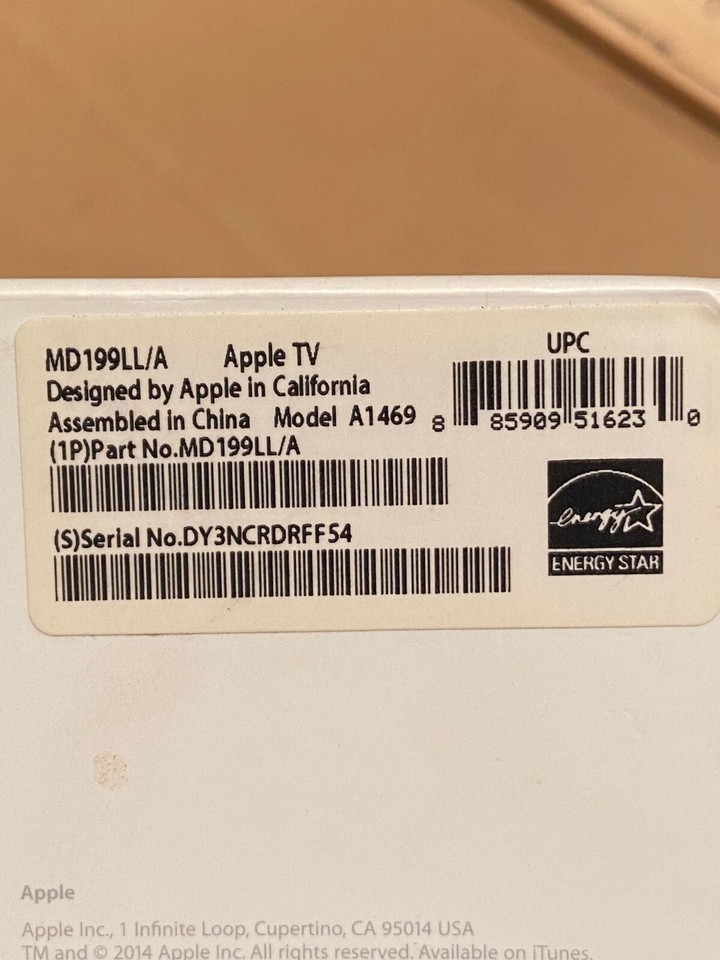 MD199LL/A Apple TV
Designed by Apple in California
Assembled in China Model A1469
(1P)Part No.MD199LL/A
(S)Serial No.DY3NCRDRFF54
UPC
8 85909 51623 0
energy
ENERGY STAR
Apple
Apple Inc., 1 Infinite Loop, Cupertino, CA 95014 USA
TM and © 2014 Apple Inc. All rights reserved. Available on iTunes.